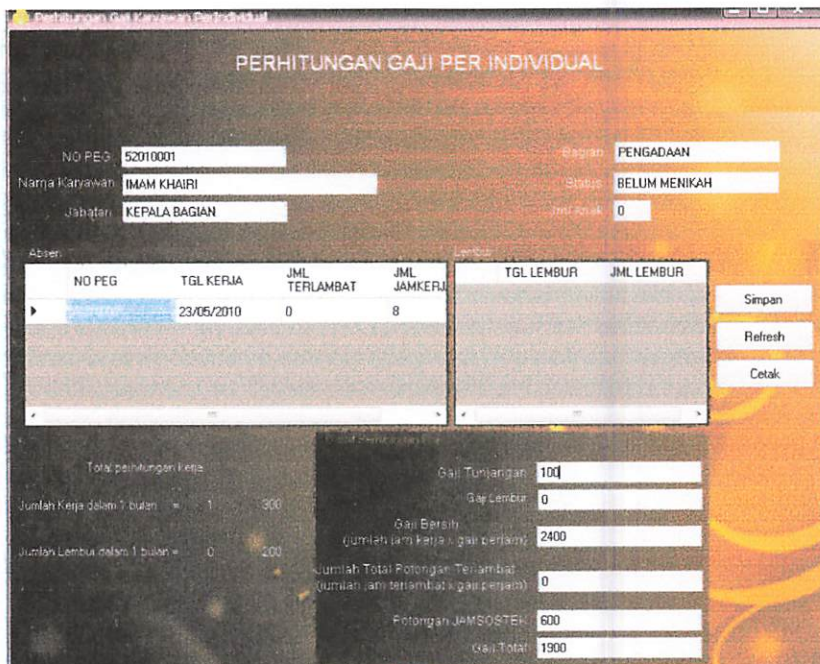 Perhitungan Gaji Karyawan PerIndividual
PERHITUNGAN GAJI PER INDIVIDUAL
NO PEG 52010001
Nama Karyawan IMAM KHAIRI
Jabatan KEPALA BAGIAN
Bagian PENGADAAN
Status BELUM MENIKAH
Jml Anak 0
Absen
NO PEG TGL KERJA JML TERLAMBAT JML JAMKERJ
23/05/2010 0 8
Lembur
TGL LEMBUR JML LEMBUR
Simpan
Refresh
Cetak
Total perhitungan kerja
Jumlah Kerja dalam 1 bulan = 1 300
Jumlah Lembur dalam 1 bulan = 0 200
Gaji Tunjangan 100
Gaji Lembur 0
Gaji Bersih
(jumlah jam kerja x gaji perjam) 2400
Jumlah Total Potongan Terlambat
(jumlah jam terlambat x gaji perjam) 0
Potongan JAMSOSTEK 600
Gaji Total 1900